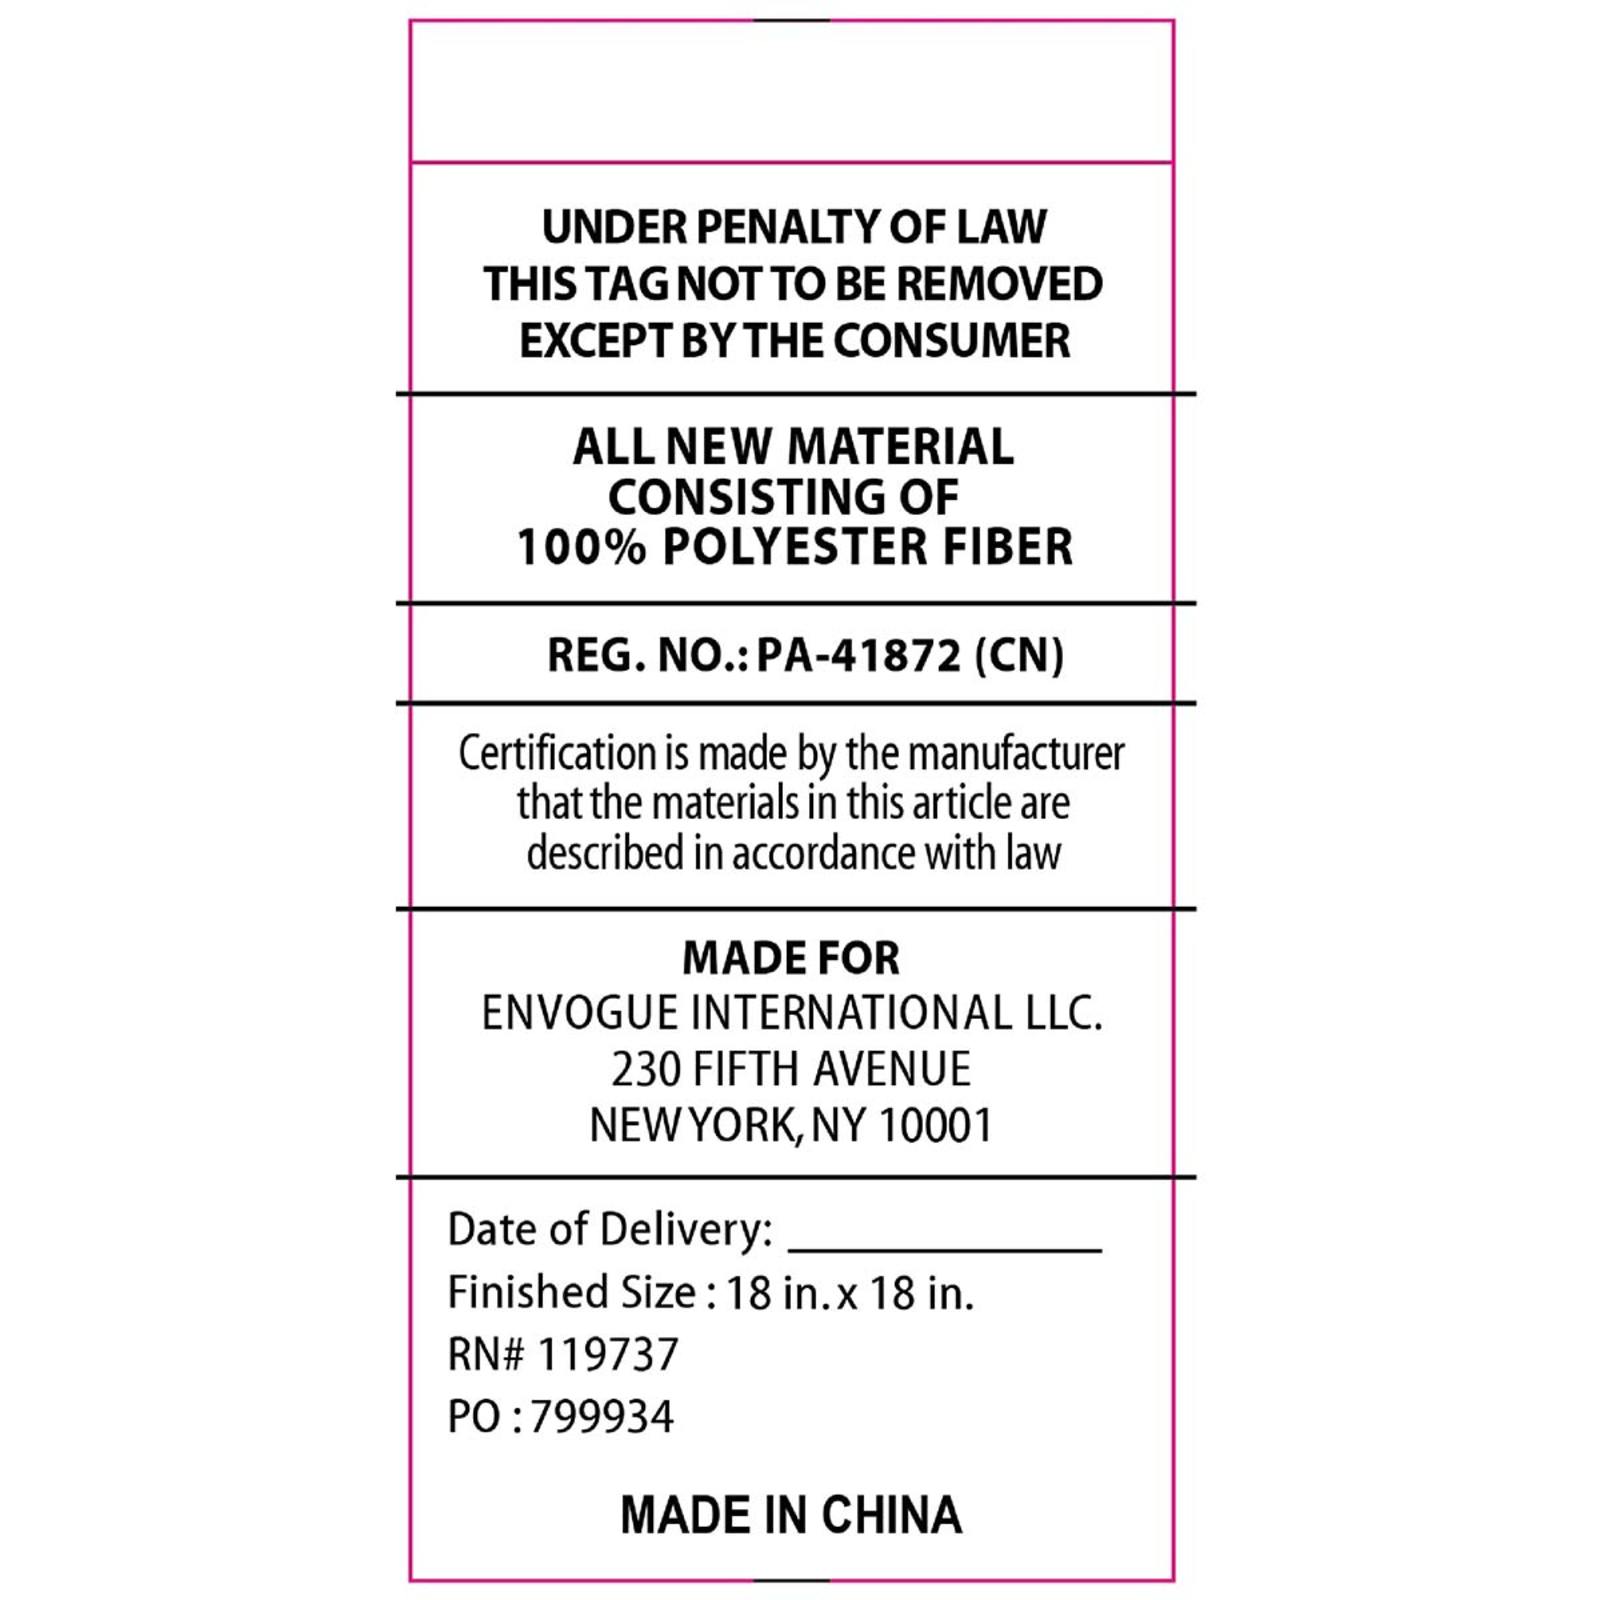 UNDER PENALTY OF LAW
THIS TAG NOT TO BE REMOVED
EXCEPT BY THE CONSUMER
ALL NEW MATERIAL
CONSISTING OF
100% POLYESTER FIBER
REG. NO.: PA-41872 (CN)
Certification is made by the manufacturer
that the materials in this article are
described in accordance with law
MADE FOR
ENVOGUE INTERNATIONAL LLC.
230 FIFTH AVENUE
NEW YORK, NY 10001
Date of Delivery: ____________
Finished Size : 18 in. x 18 in.
RN# 119737
PO : 799934
MADE IN CHINA